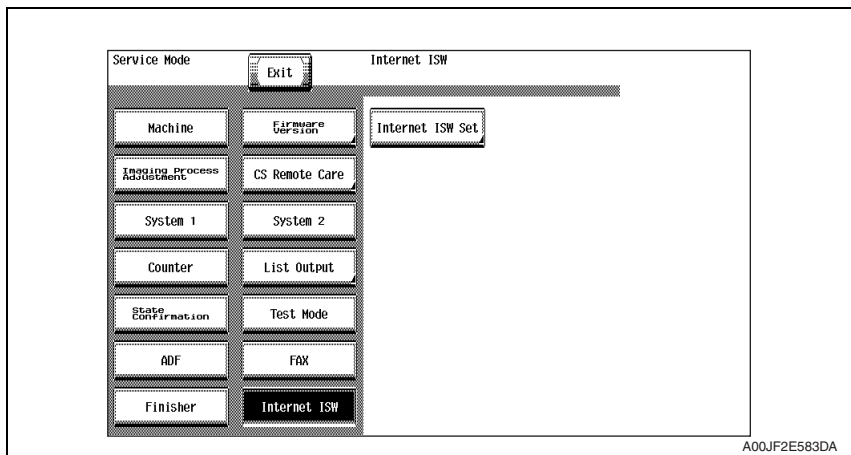 Service Mode
Exit
Internet ISW
Machine
Firmware
Version
Internet ISW Set
Imaging Process
Adjustment
CS Remote Care
System 1
System 2
Counter
List Output
State
Confirmation
Test Mode
ADF
FAX
Finisher
Internet ISW
A00JF2E583DA